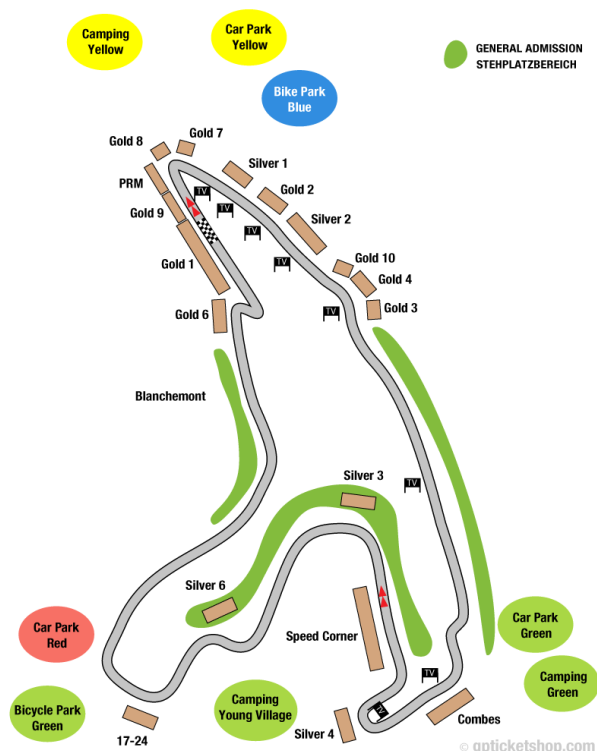 Camping
Yellow
Car Park
Yellow
GENERAL ADMISSION
STEHPLATZBEREICH
Bike Park
Blue
Gold 8
Gold 7
Silver 1
PRM
Gold 2
Gold 9
TV
Silver 2
TV
Gold 1
TV
TV
Gold 10
Gold 4
Gold 6
TV
Gold 3
Blanchemont
Silver 3
TV
Silver 6
Car Park
Red
Speed Corner
Car Park
Green
TV
Camping
Green
Bicycle Park
Green
Camping
Young Village
TV
Combes
17-24
Silver 4
© gpticketshop.com